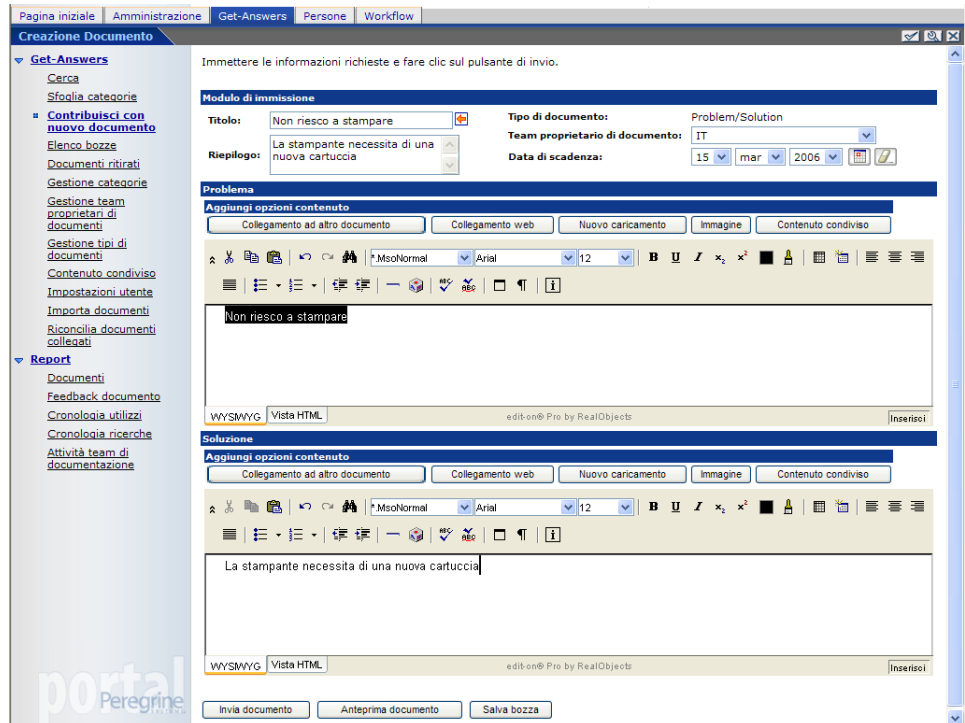 Pagina iniziale Amministrazione Get-Answers Persone Workflow
Creazione Documento
Get-Answers
Cerca
Sfoglia categorie
Contribuisci con
nuovo documento
Elenco bozze
Documenti ritirati
Gestione categorie
Gestione team
proprietari di
documenti
Gestione tipi di
documenti
Contenuto condiviso
Impostazioni utente
Importa documenti
Riconcilia documenti
collegati
Report
Documenti
Feedback documento
Cronologia utilizzi
Cronologia ricerche
Attività team di
documentazione
portal
Peregrine
Immettere le informazioni richieste e fare clic sul pulsante di invio.
Modulo di immissione
Titolo: Non riesco a stampare
Riepilogo: La stampante necessita di una
nuova cartuccia
Tipo di documento: Problem/Solution
Team proprietario di documento: IT
Data di scadenza: 15 mar 2006
Problema
Aggiungi opzioni contenuto
Collegamento ad altro documento Collegamento web Nuovo caricamento Immagine Contenuto condiviso
*.MsoNormal Arial 12 B U I x₂ x²
ABC ABC ¶ i
Non riesco a stampare
WYSIWYG Vista HTML edit-on® Pro by RealObjects Inserisci
Soluzione
Aggiungi opzioni contenuto
Collegamento ad altro documento Collegamento web Nuovo caricamento Immagine Contenuto condiviso
*.MsoNormal Arial 12 B U I x₂ x²
ABC ABC ¶ i
La stampante necessita di una nuova cartuccia
WYSIWYG Vista HTML edit-on® Pro by RealObjects Inserisci
Invia documento Anteprima documento Salva bozza